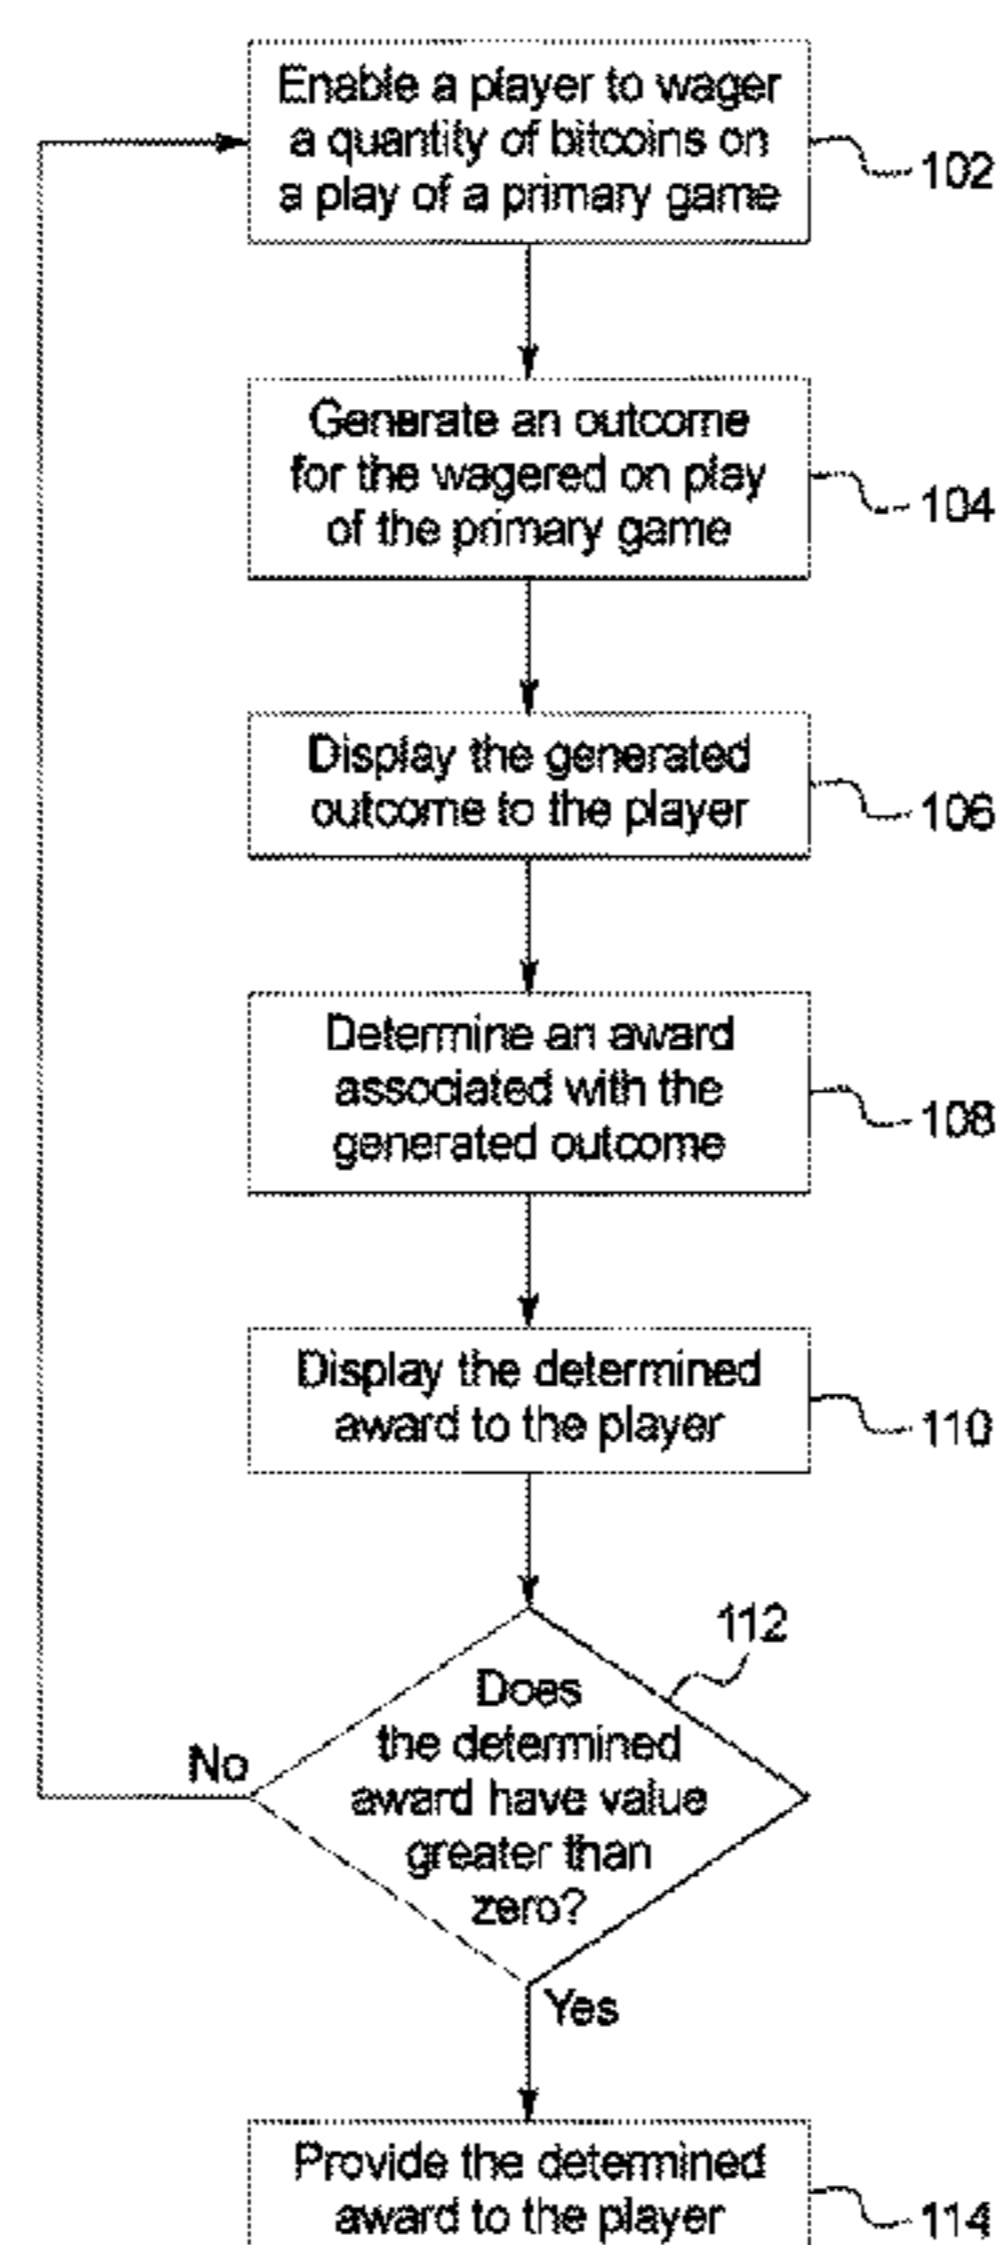 Enable a player to wager
a quantity of bitcoins on
a play of a primary game
102
Generate an outcome
for the wagered on play
of the primary game
104
Display the generated
outcome to the player
106
Determine an award
associated with the
generated outcome
108
Display the determined
award to the player
110
112
Does
the determined
award have value
greater than
zero?
No
Yes
Provide the determined
award to the player
114